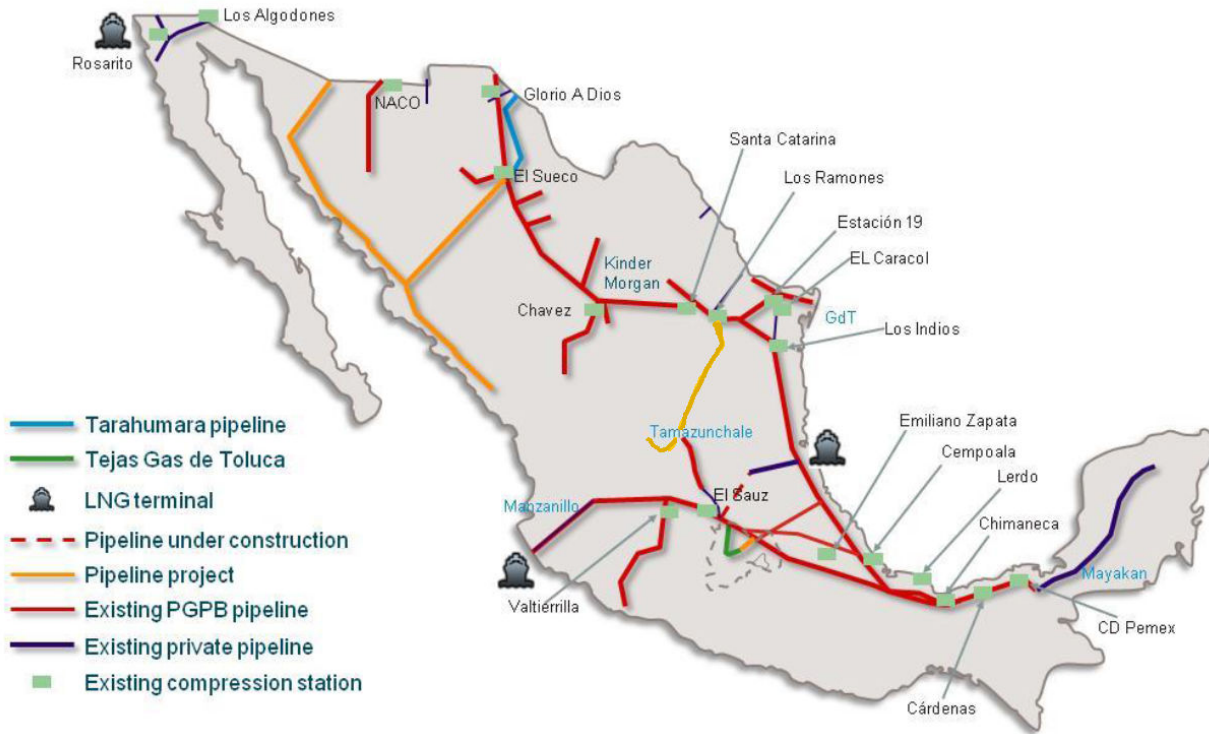 Los Algodones
Rosarito
NACO
Glorio A Dios
Santa Catarina
El Sueco
Los Ramones
Estación 19
EL Caracol
Kinder
Morgan
Chavez
GdT
Los Indios
Tarahumara pipeline
Tejas Gas de Toluca
LNG terminal
Pipeline under construction
Pipeline project
Existing PGPB pipeline
Existing private pipeline
Existing compression station
Tamazunchale
Emiliano Zapata
Cempoala
Lerdo
Manzanillo
El Sauz
Chimaneca
Valtierrilla
Mayakan
CD Pemex
Cárdenas